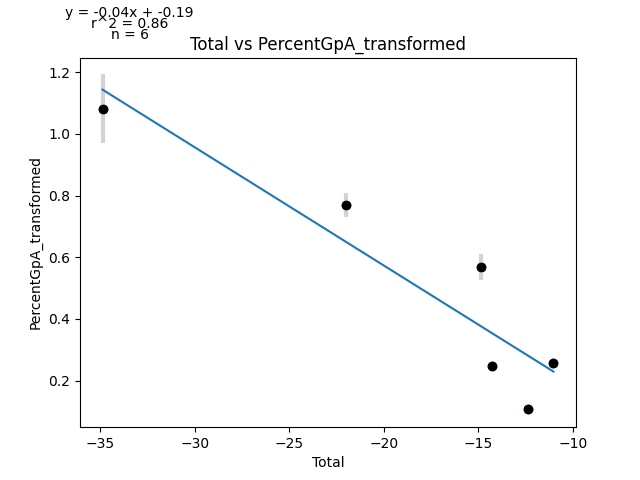 y = -0.04x + -0.19
r^2 = 0.86
n = 6
Total vs PercentGpA_transformed
1.2
1.0
0.8
0.6
0.4
0.2
PercentGpA_transformed
−35
−30
−25
−20
−15
−10
Total